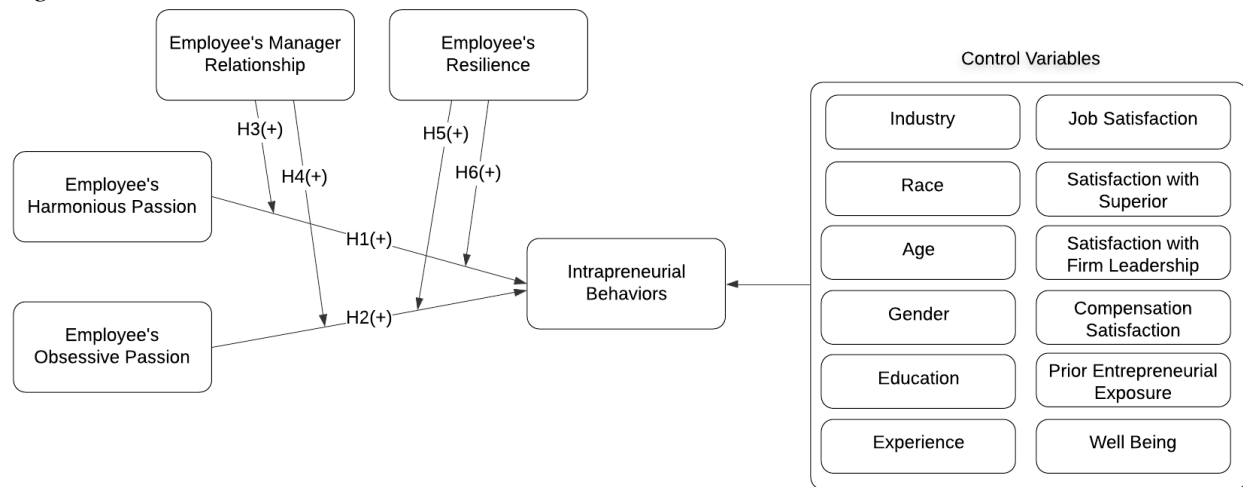 Employee's Manager
Relationship
Employee's
Resilience
Control Variables
H3(+)
H4(+)
H5(+)
H6(+)
Employee's
Harmonious Passion
H1(+)
Employee's
Obsessive Passion
H2(+)
Intrapreneurial
Behaviors
Industry
Job Satisfaction
Race
Satisfaction with
Superior
Age
Satisfaction with
Firm Leadership
Gender
Compensation
Satisfaction
Education
Prior Entrepreneurial
Exposure
Experience
Well Being